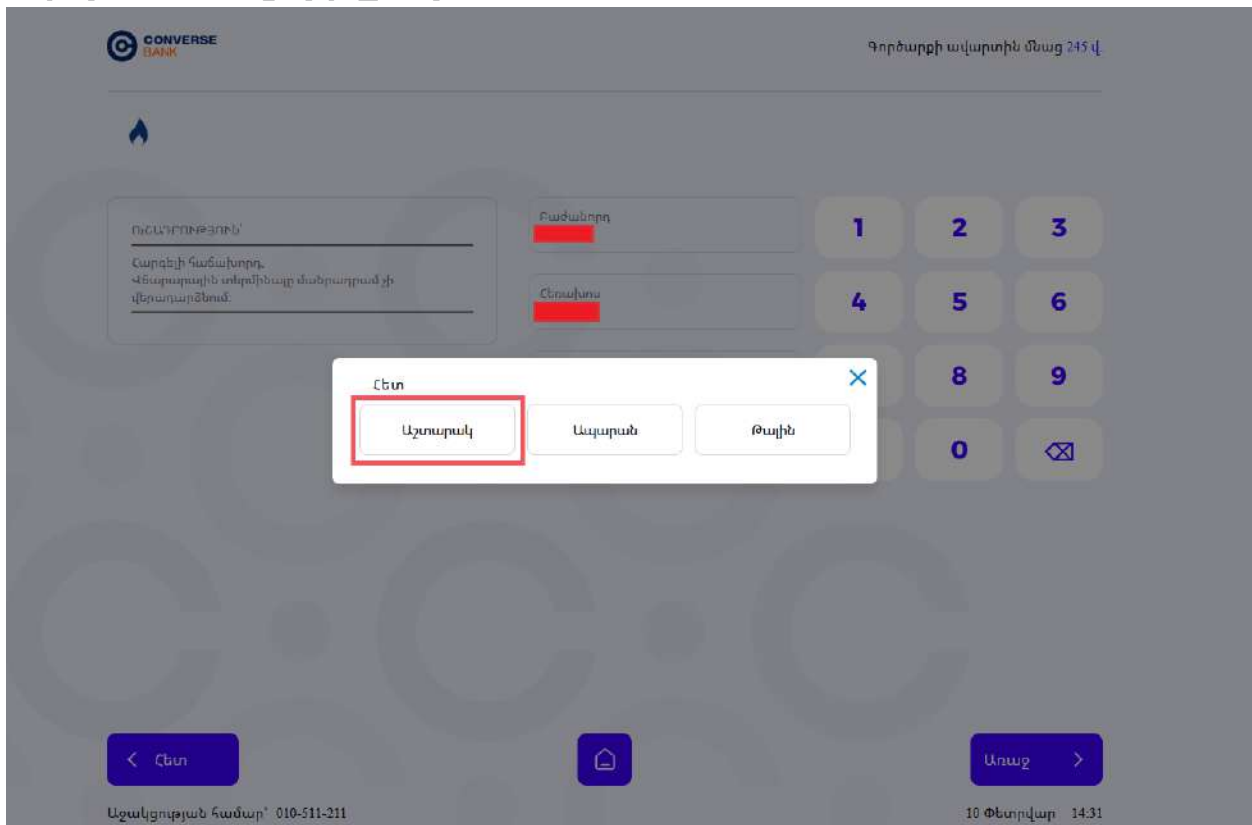 CONVERSE
BANK
Գործարքի ավարտին մնաց 245 վ.
ՈՒՇԱԴՐՈՒԹՅՈՒՆ՝
Հարգելի հաճախորդ,
Վճարարային տերմինալը մանրադրամ չի
վերադարձնում:
Բաժանորդ
Հեռախոս
1 2 3
4 5 6
8 9
0
Հետ
Աշտարակ Ապարան Թալին
Հետ
Առաջ
Աջակցության համար՝ 010-511-211
10 Փետրվար 14:31